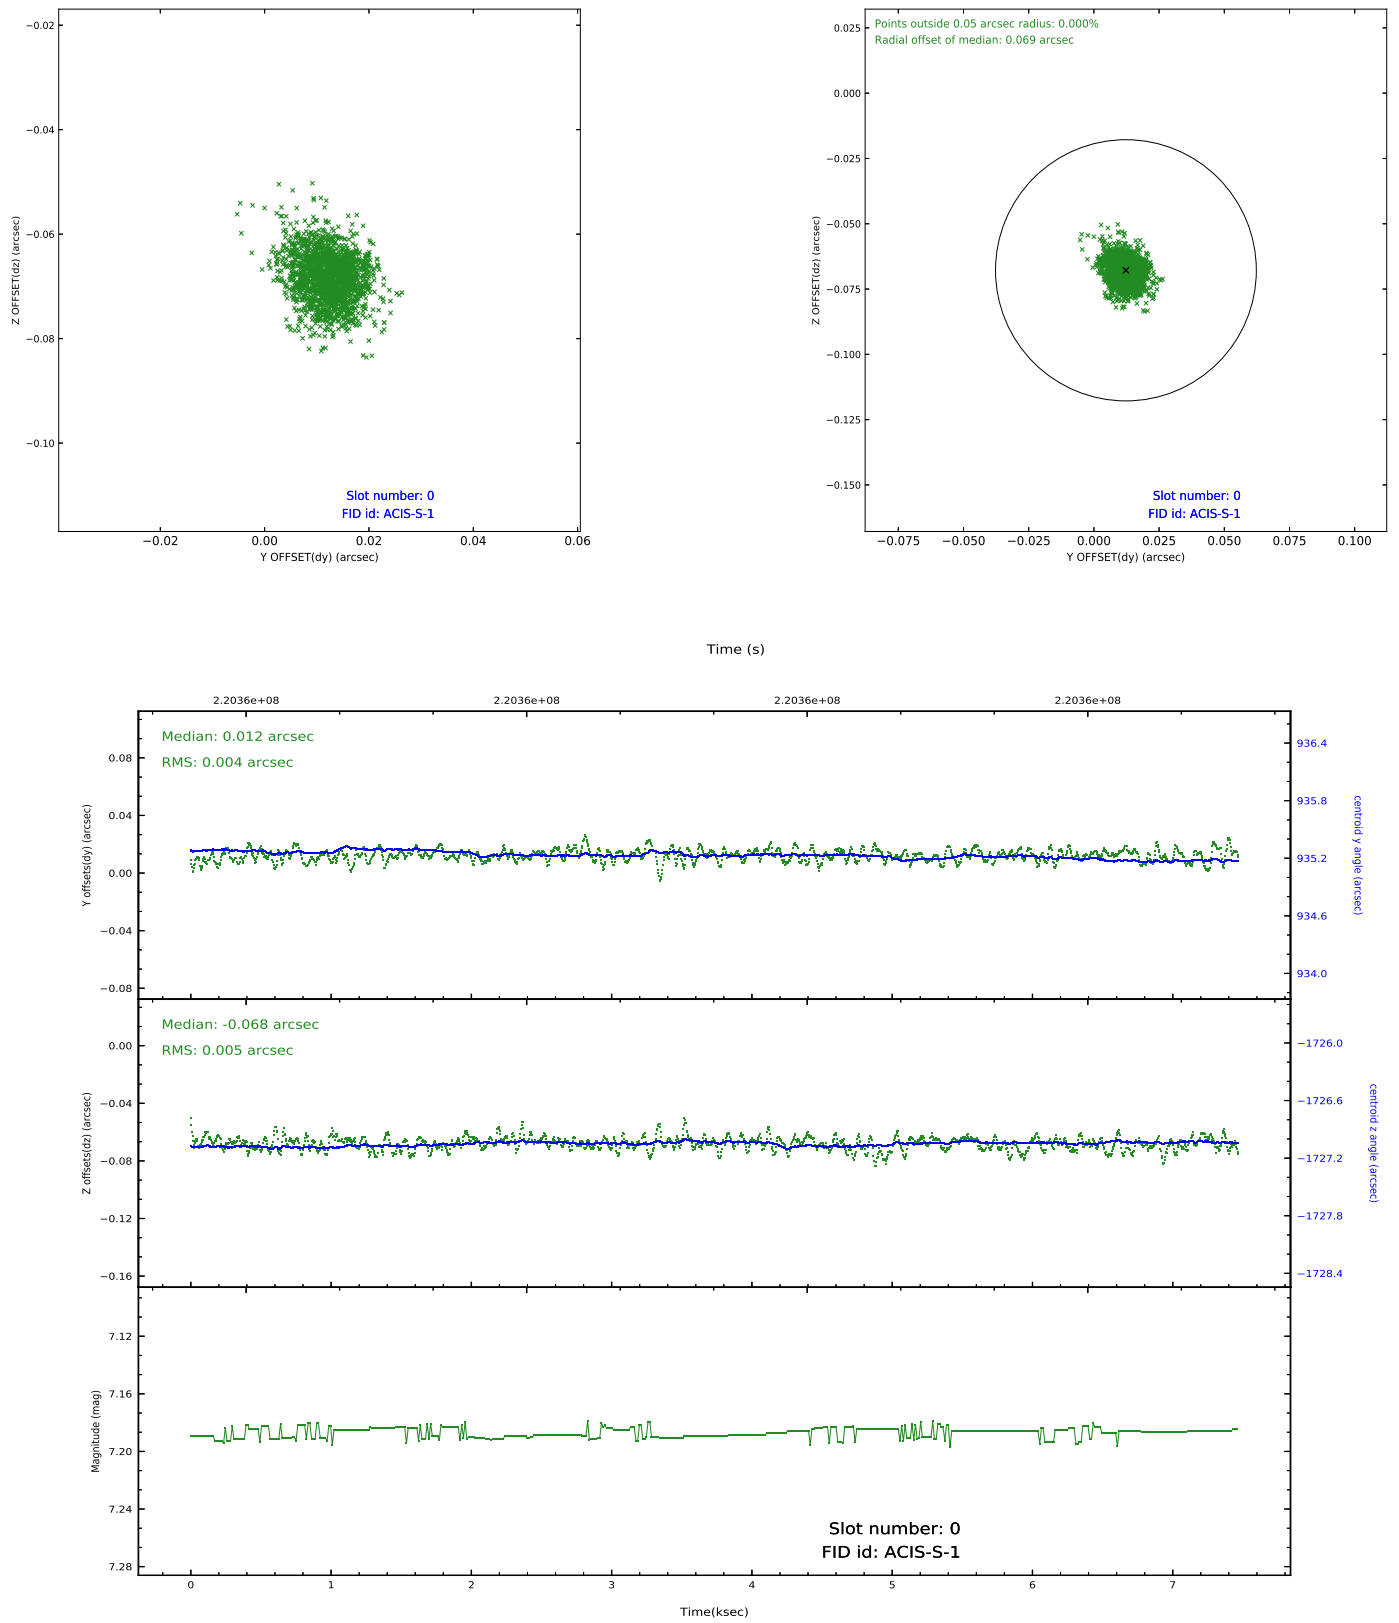 −0.02
−0.04
−0.06
−0.08
−0.10
Z OFFSET(dz) (arcsec)
Slot number: 0
FID id: ACIS-S-1
−0.02 0.00 0.02 0.04 0.06
Y OFFSET(dy) (arcsec)
Points outside 0.05 arcsec radius: 0.000%
Radial offset of median: 0.069 arcsec
0.025
0.000
−0.025
−0.050
−0.075
−0.100
−0.125
−0.150
Z OFFSET(dz) (arcsec)
Slot number: 0
FID id: ACIS-S-1
−0.075 −0.050 −0.025 0.000 0.025 0.050 0.075 0.100
Y OFFSET(dy) (arcsec)
Time (s)
2.2036e+08 2.2036e+08 2.2036e+08 2.2036e+08
Median: 0.012 arcsec
RMS: 0.004 arcsec
0.08
0.04
0.00
−0.04
−0.08
Y offsets(dy) (arcsec)
936.4
935.8
935.2
934.6
934.0
centroid y angle (arcsec)
Median: -0.068 arcsec
RMS: 0.005 arcsec
0.00
−0.04
−0.08
−0.12
−0.16
Z offsets(dz) (arcsec)
−1726.0
−1726.6
−1727.2
−1727.8
−1728.4
centroid z angle (arcsec)
7.12
7.16
7.20
7.24
7.28
Magnitude (mag)
Slot number: 0
FID id: ACIS-S-1
0 1 2 3 4 5 6 7
Time(ksec)